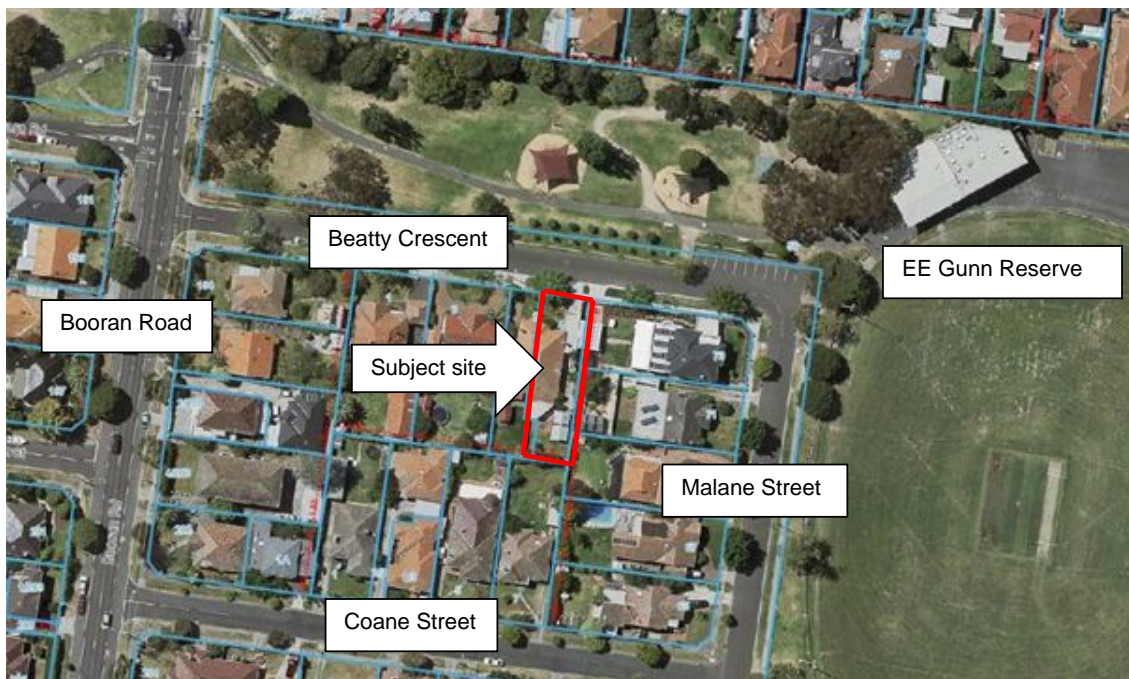 Beatty Crescent
EE Gunn Reserve
Booran Road
Subject site
Malane Street
Coane Street